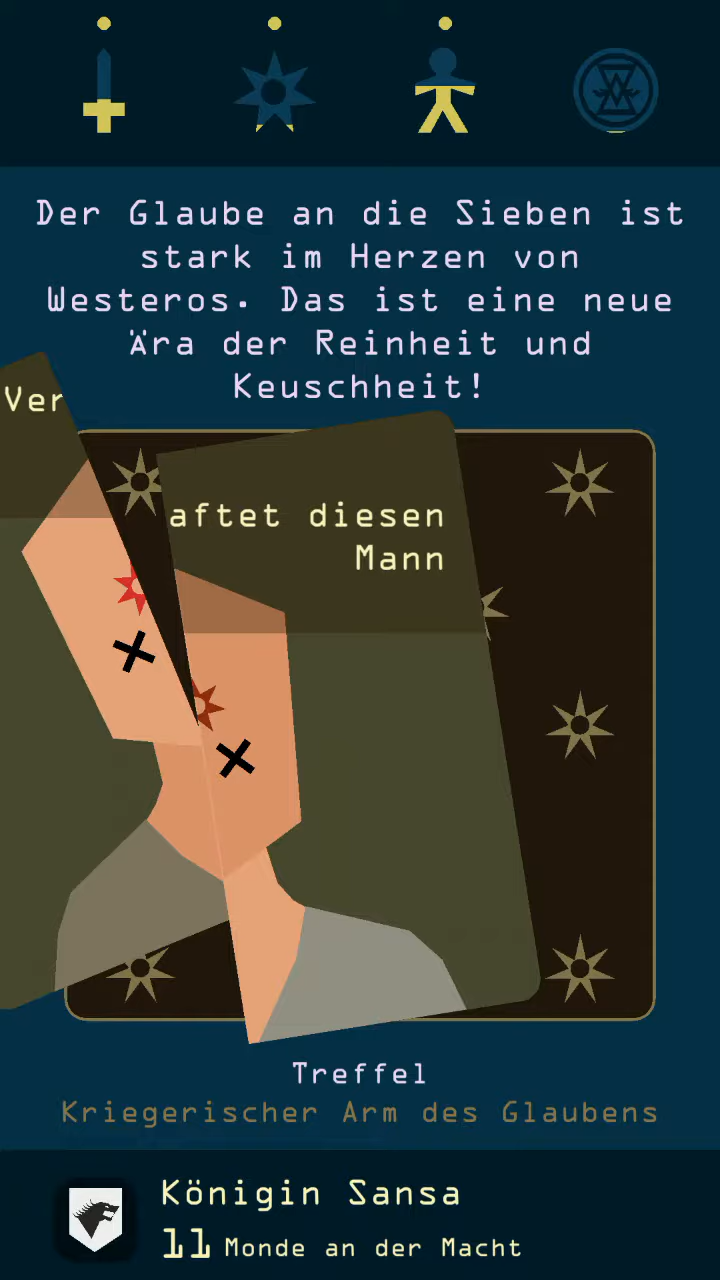 Der Glaube an die Sieben ist
stark im Herzen von
Westeros. Das ist eine neue
Ära der Reinheit und
Keuschheit!
Ver
aftet diesen
Mann
Treffel
Kriegerischer Arm des Glaubens
Königin Sansa
11 Monde an der Macht